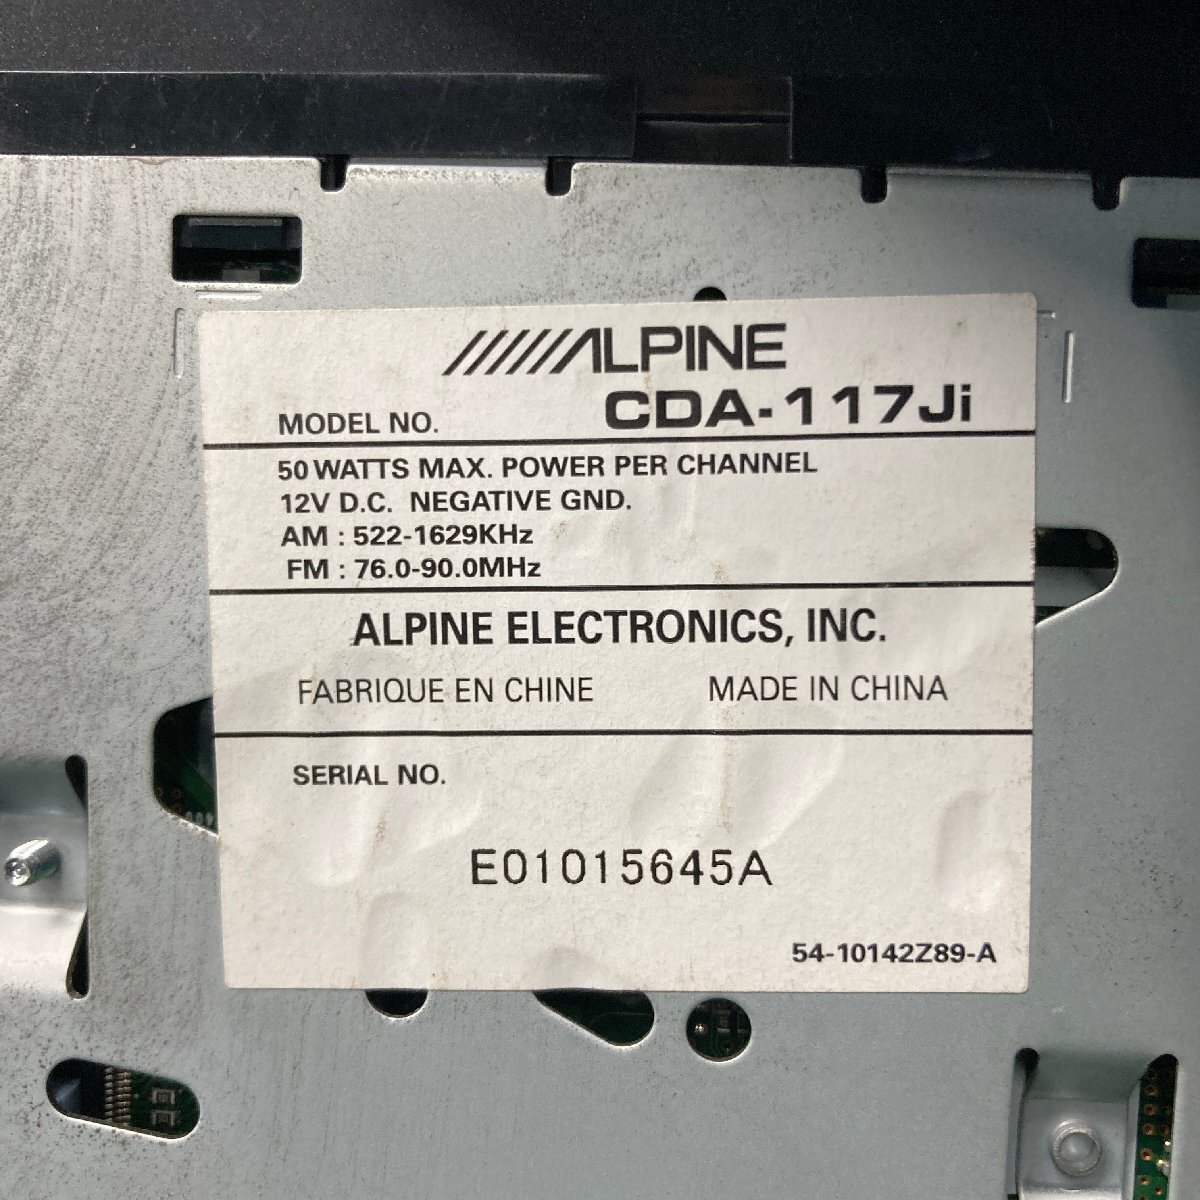 ALPINE
MODEL NO. CDA-117Ji
50 WATTS MAX. POWER PER CHANNEL
12V D.C. NEGATIVE GND.
AM : 522-1629KHz
FM : 76.0-90.0MHz
ALPINE ELECTRONICS, INC.
FABRIQUE EN CHINE MADE IN CHINA
SERIAL NO.
E01015645A
54-10142Z89-A